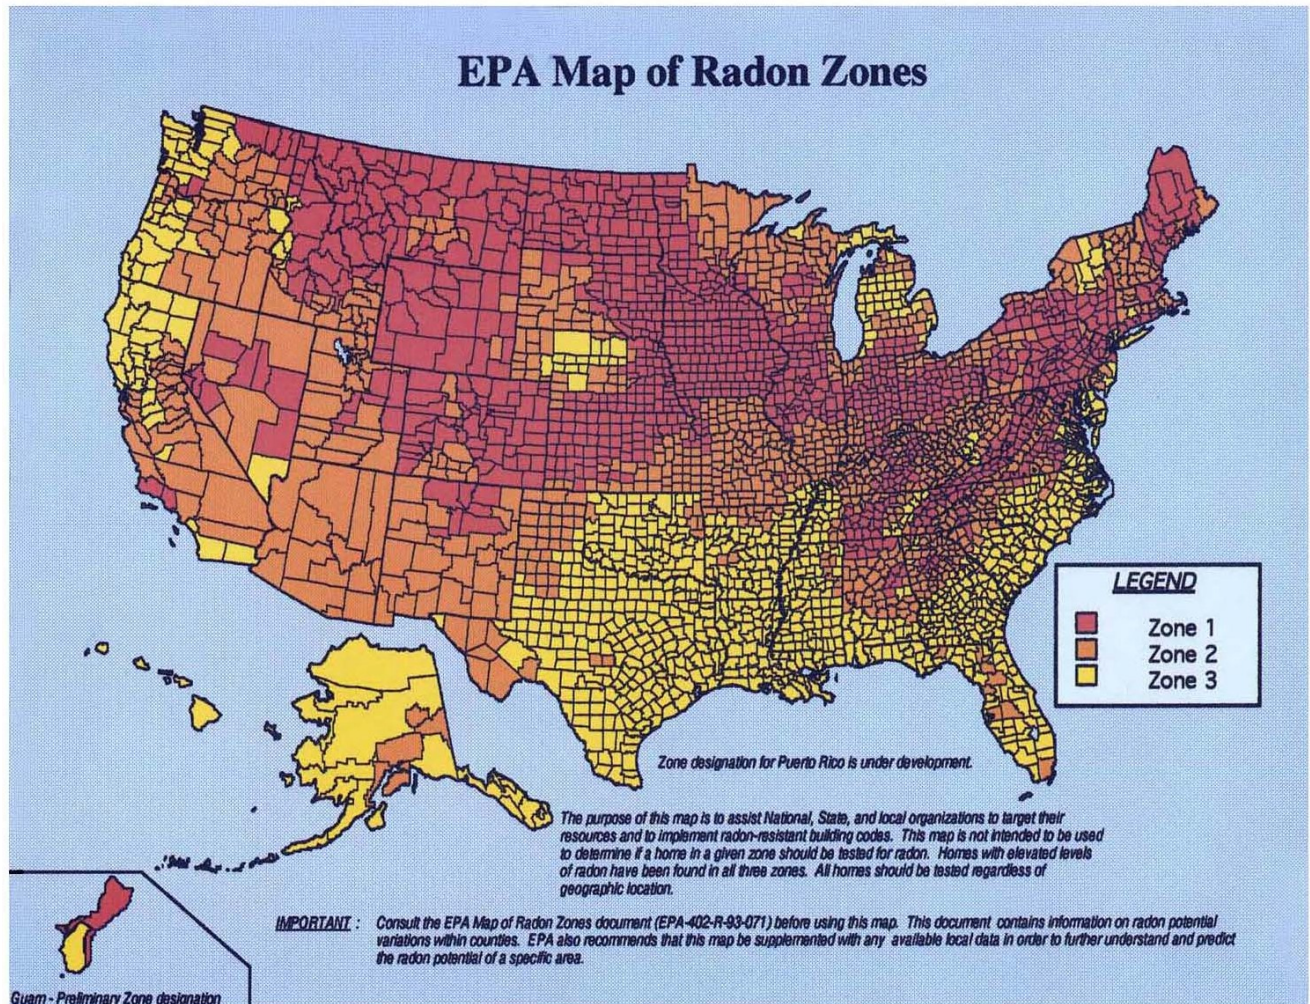 EPA Map of Radon Zones
LEGEND
Zone 1
Zone 2
Zone 3
Zone designation for Puerto Rico is under development.
The purpose of this map is to assist National, State, and local organizations to target their
resources and to implement radon-resistant building codes. This map is not intended to be used
to determine if a home in a given zone should be tested for radon. Homes with elevated levels
of radon have been found in all three zones. All homes should be tested regardless of
geographic location.
IMPORTANT : Consult the EPA Map of Radon Zones document (EPA-402-R-93-071) before using this map. This document contains information on radon potential
variations within counties. EPA also recommends that this map be supplemented with any available local data in order to further understand and predict
the radon potential of a specific area.
Guam - Preliminary Zone designation